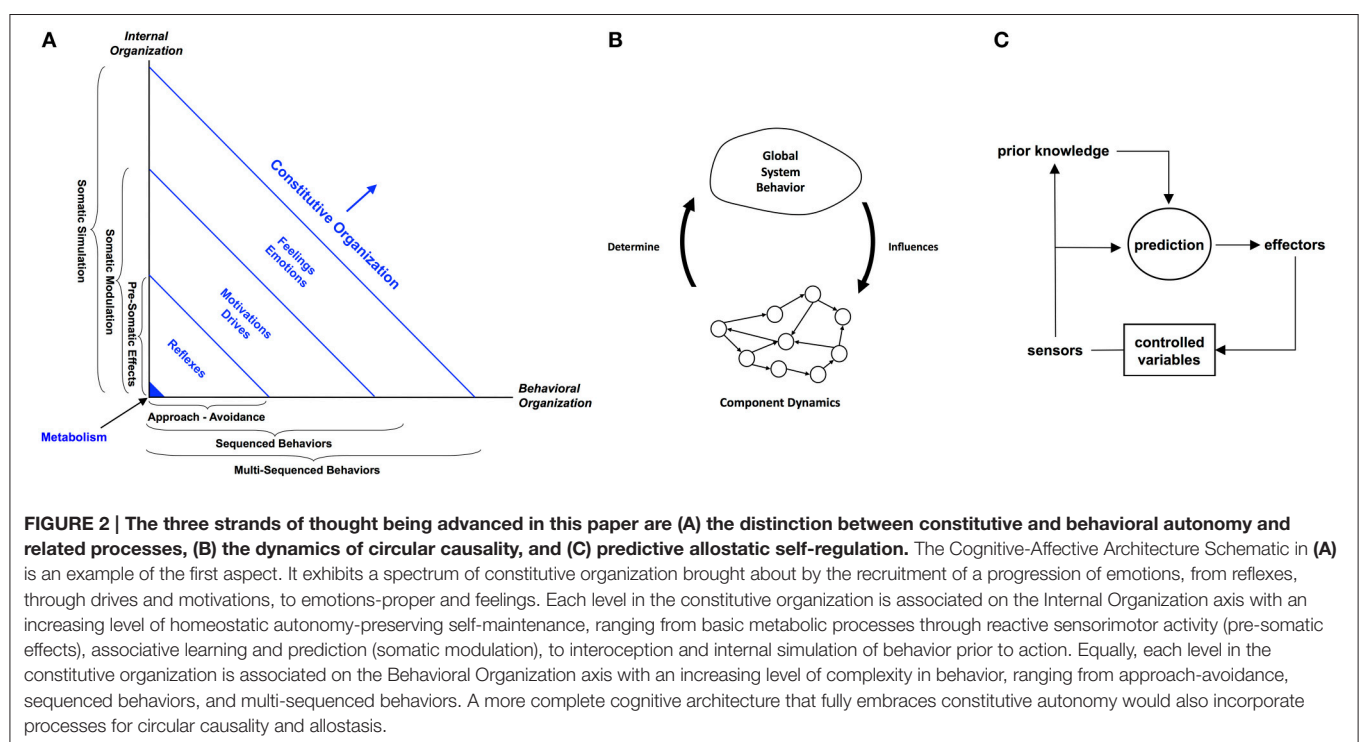 A
Internal
Organization
Somatic Simulation
Somatic Modulation
Pre-Somatic Effects
Constitutive Organization
Feelings
Emotions
Motivations
Drives
Reflexes
Behavioral
Organization
Metabolism
Approach - Avoidance
Sequenced Behaviors
Multi-Sequenced Behaviors
B
Global
System
Behavior
Determine
Influences
Component Dynamics
C
prior knowledge
prediction
effectors
sensors
controlled
variables
FIGURE 2 | The three strands of thought being advanced in this paper are (A) the distinction between constitutive and behavioral autonomy and
related processes, (B) the dynamics of circular causality, and (C) predictive allostatic self-regulation. The Cognitive-Affective Architecture Schematic in (A)
is an example of the first aspect. It exhibits a spectrum of constitutive organization brought about by the recruitment of a progression of emotions, from reflexes,
through drives and motivations, to emotions-proper and feelings. Each level in the constitutive organization is associated on the Internal Organization axis with an
increasing level of homeostatic autonomy-preserving self-maintenance, ranging from basic metabolic processes through reactive sensorimotor activity (pre-somatic
effects), associative learning and prediction (somatic modulation), to interoception and internal simulation of behavior prior to action. Equally, each level in the
constitutive organization is associated on the Behavioral Organization axis with an increasing level of complexity in behavior, ranging from approach-avoidance,
sequenced behaviors, and multi-sequenced behaviors. A more complete cognitive architecture that fully embraces constitutive autonomy would also incorporate
processes for circular causality and allostasis.